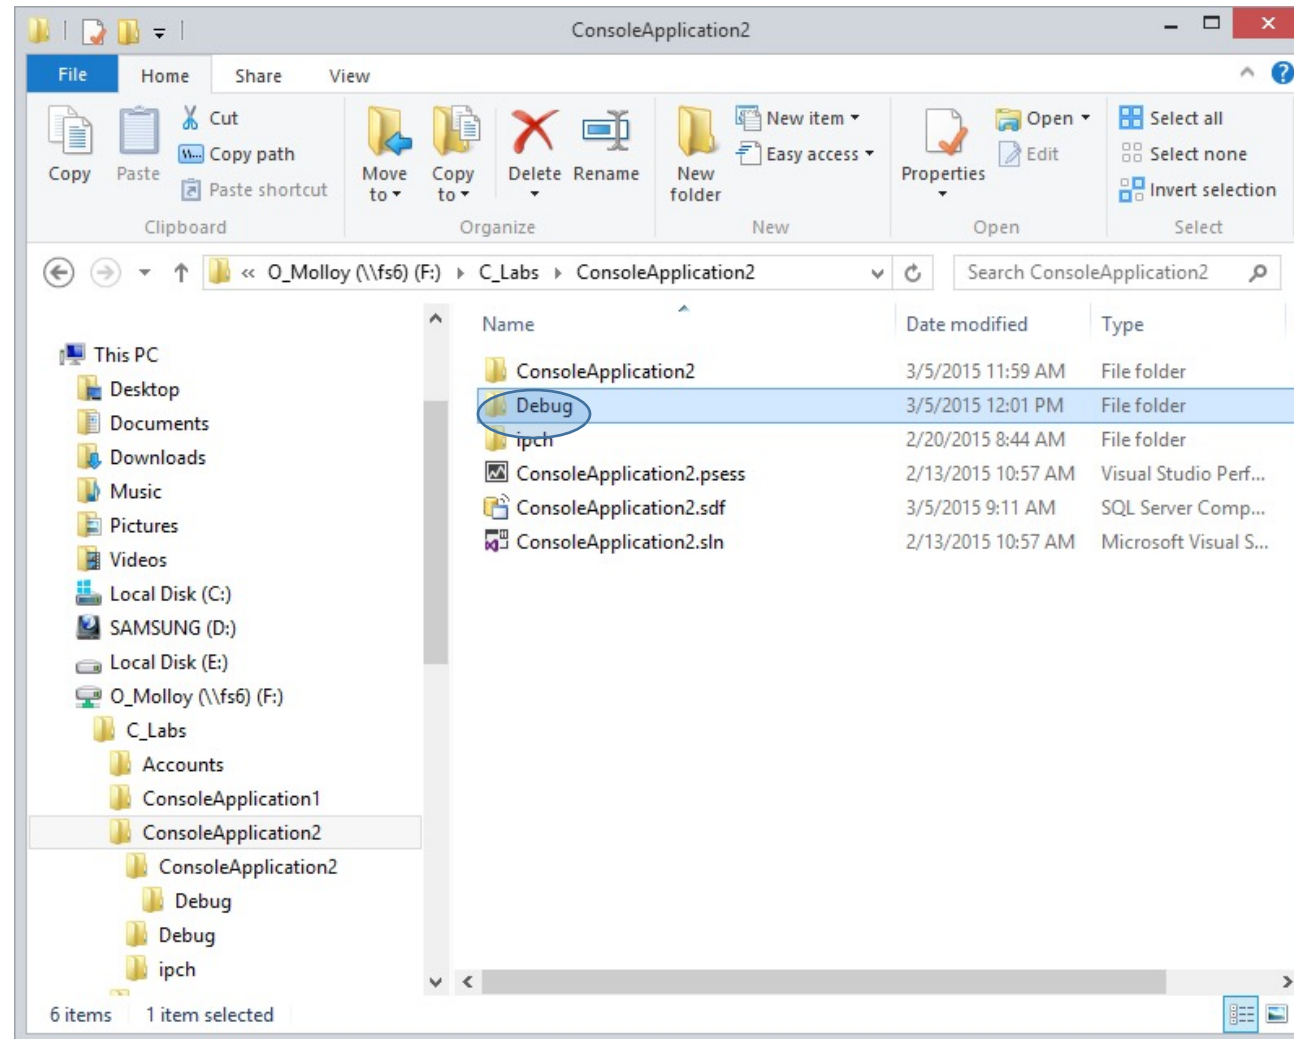 ConsoleApplication2
File Home Share View
Copy
Paste
Cut
Copy path
Paste shortcut
Clipboard
Move to
Copy to
Delete
Rename
Organize
New folder
New item
Easy access
New
Properties
Open
Edit
Open
Select all
Select none
Invert selection
Select
« O_Molloy (\\fs6) (F:) C_Labs ConsoleApplication2
Search ConsoleApplication2
This PC
Desktop
Documents
Downloads
Music
Pictures
Videos
Local Disk (C:)
SAMSUNG (D:)
Local Disk (E:)
O_Molloy (\\fs6) (F:)
C_Labs
Accounts
ConsoleApplication1
ConsoleApplication2
ConsoleApplication2
Debug
Debug
ipch
Name Date modified Type
ConsoleApplication2 3/5/2015 11:59 AM File folder
Debug 3/5/2015 12:01 PM File folder
ipch 2/20/2015 8:44 AM File folder
ConsoleApplication2.psess 2/13/2015 10:57 AM Visual Studio Perf...
ConsoleApplication2.sdf 3/5/2015 9:11 AM SQL Server Comp...
ConsoleApplication2.sln 2/13/2015 10:57 AM Microsoft Visual S...
6 items 1 item selected